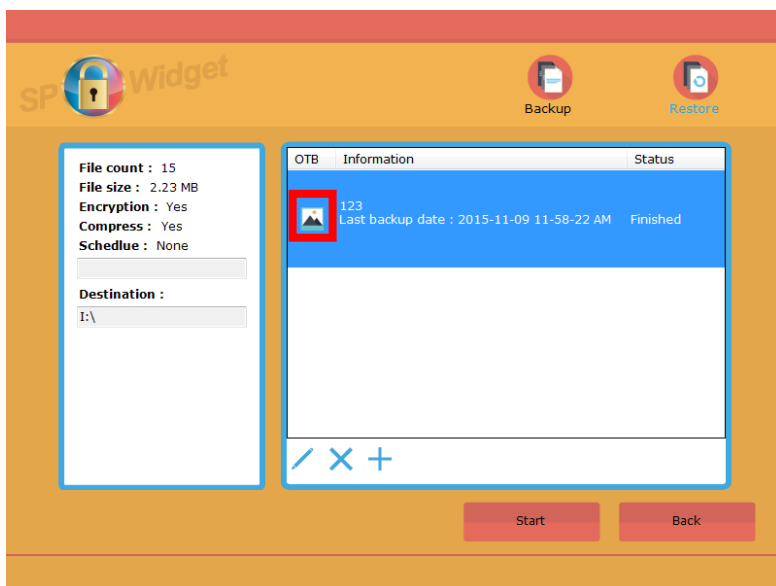 SP Widget
Backup
Restore
File count : 15
File size : 2.23 MB
Encryption : Yes
Compress : Yes
Schedlue : None
Destination :
I:\
OTB Information Status
123
Last backup date : 2015-11-09 11-58-22 AM Finished
Start
Back